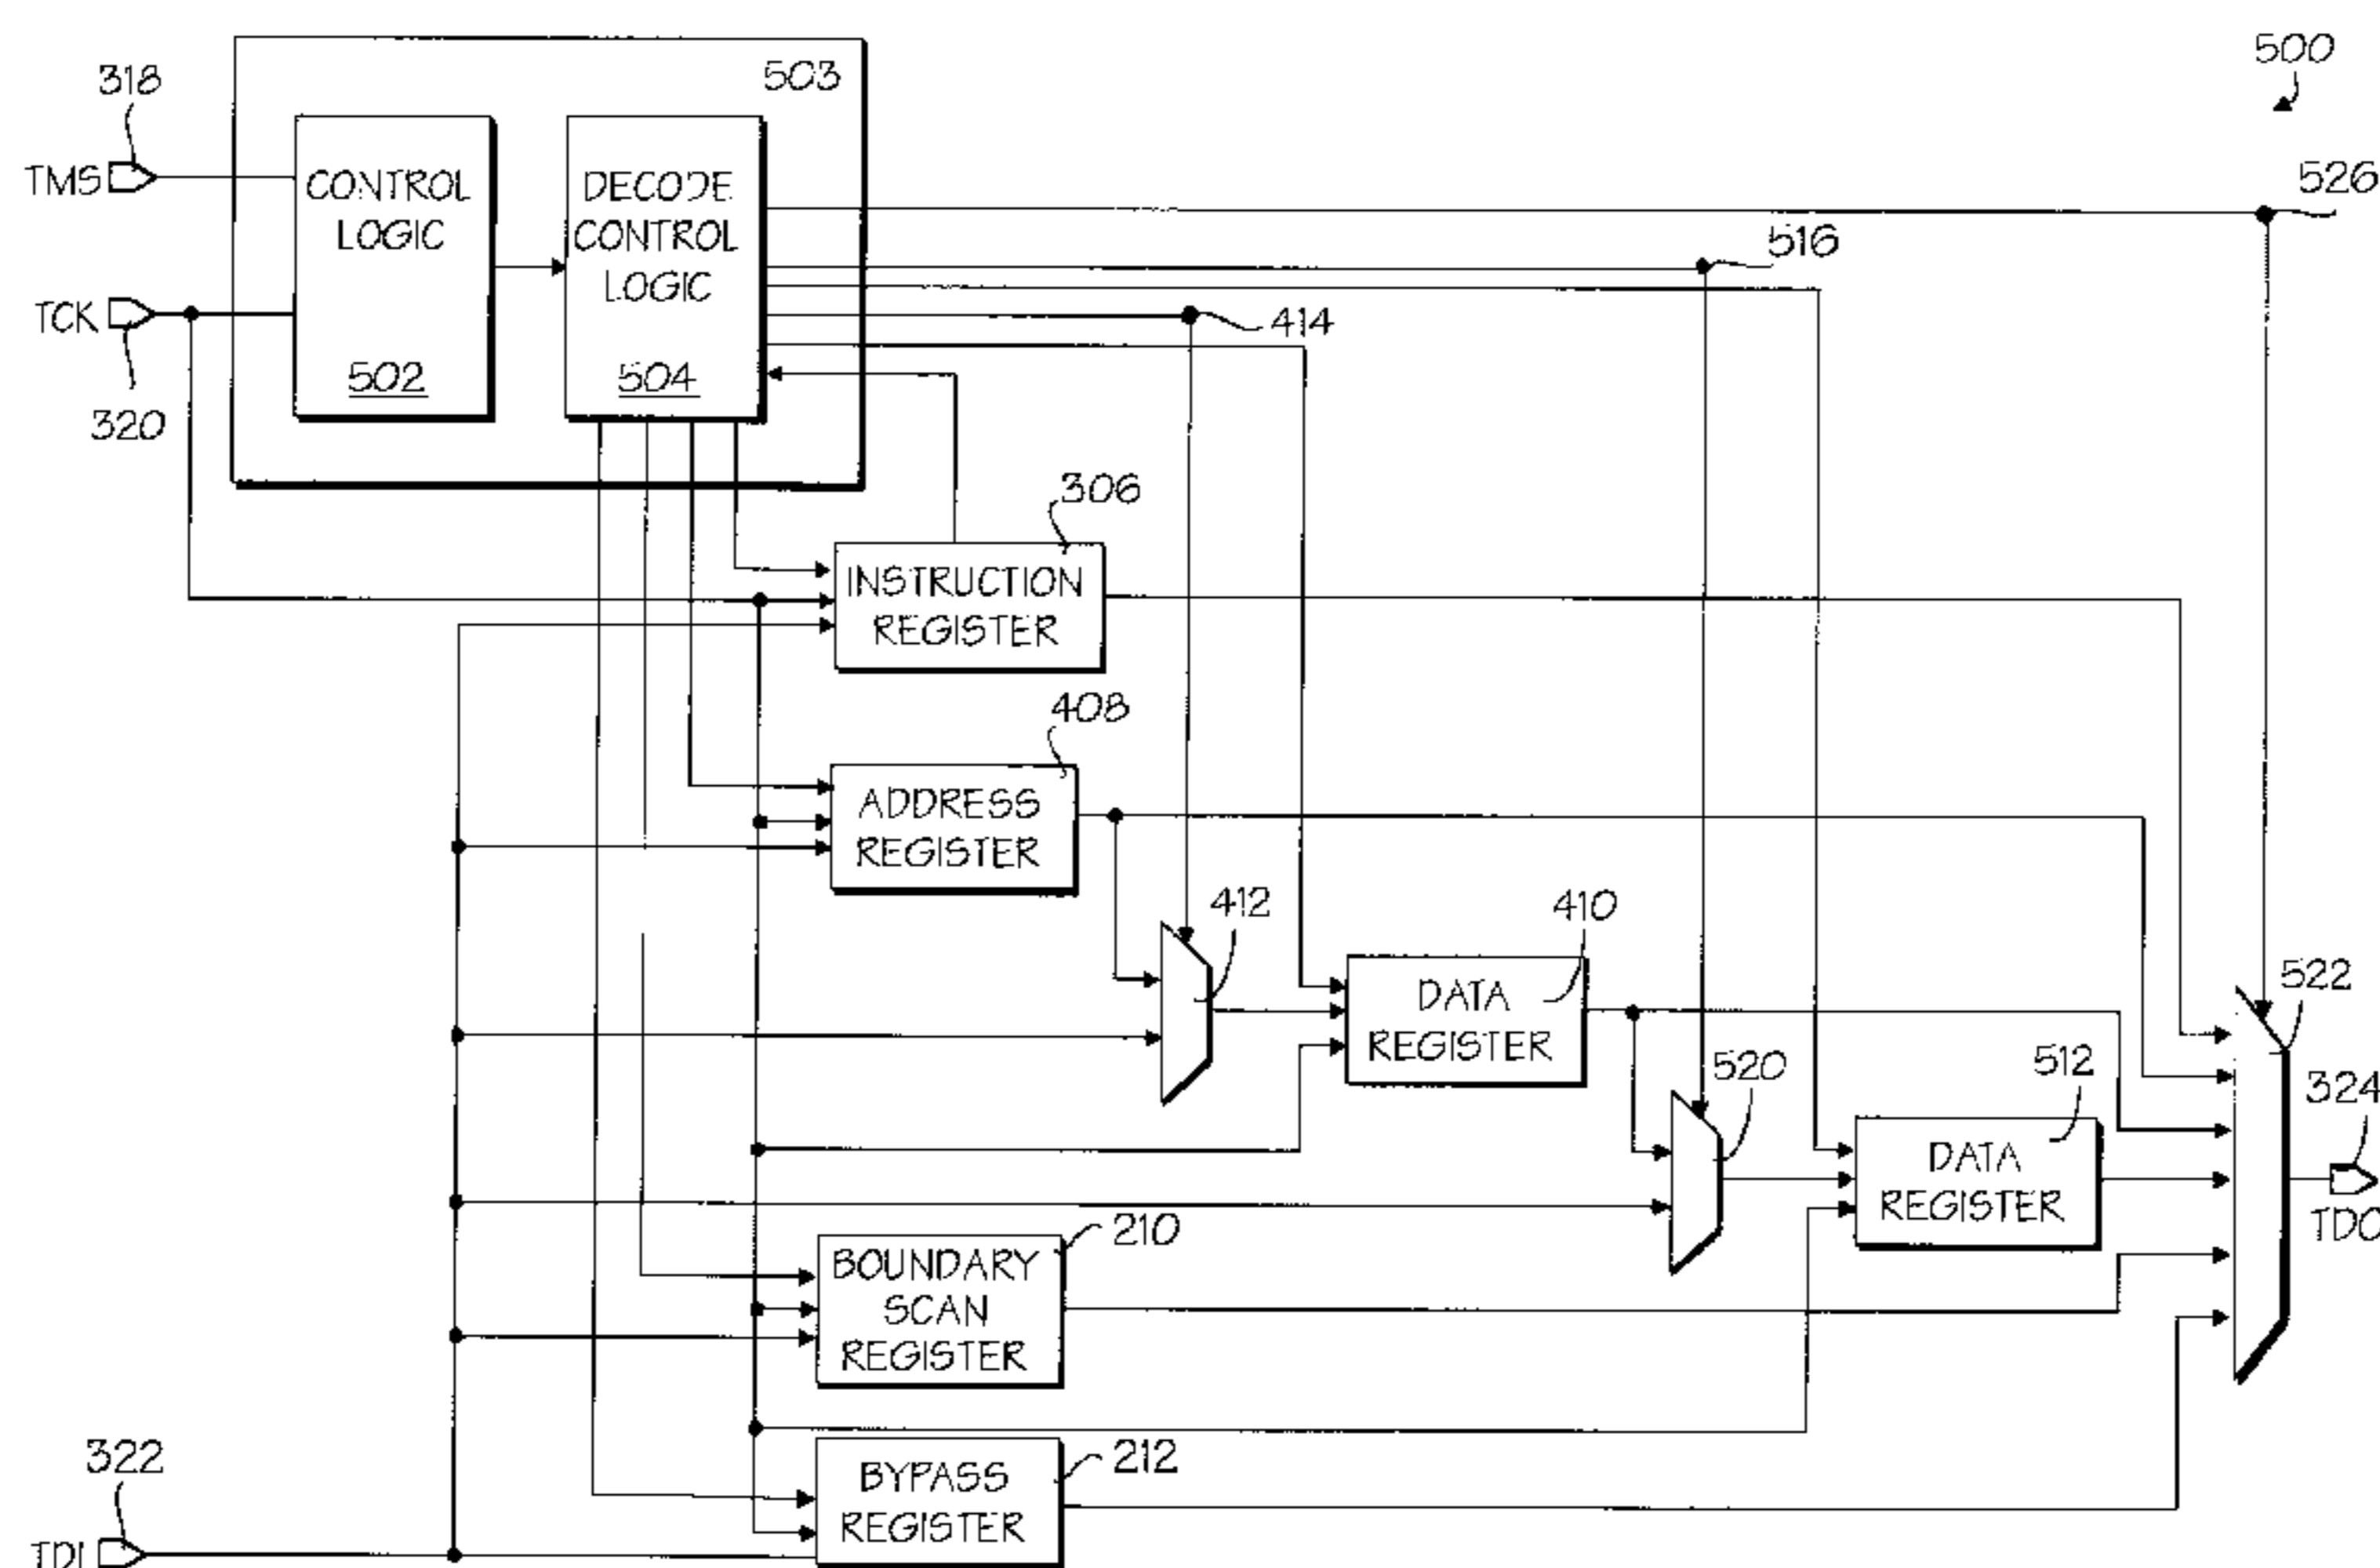 500
503
318
TMS
CONTROL
LOGIC
502
DECODE
CONTROL
LOGIC
504
526
516
414
TCK
320
306
INSTRUCTION
REGISTER
408
ADDRESS
REGISTER
412
410
DATA
REGISTER
522
520
512
DATA
REGISTER
324
TDO
210
BOUNDARY
SCAN
REGISTER
212
BYPASS
REGISTER
322
TDI